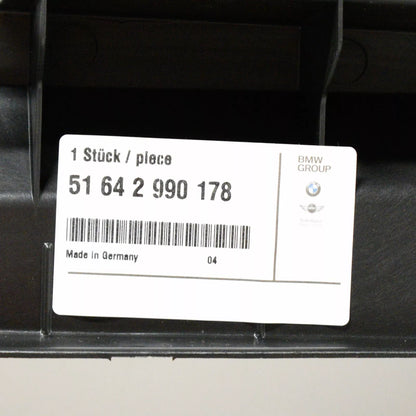 1 Stück / piece
51 64 2 990 178
Made in Germany 04
BMW
GROUP